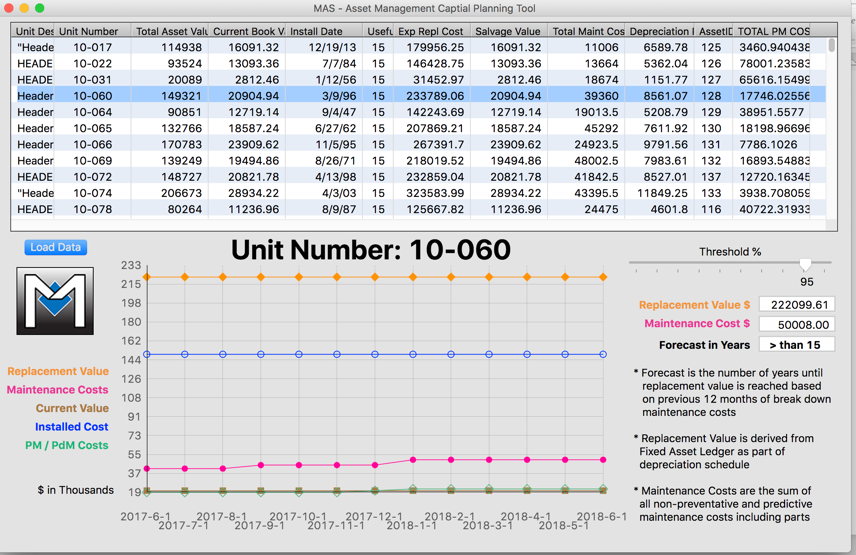 MAS - Asset Management Captial Planning Tool
Unit Des Unit Number Total Asset Valu Current Book V Install Date Usefu Exp Repl Cost Salvage Value Total Maint Cos Depreciation AssetID TOTAL PM COS
"Heade 10-017 114938 16091.32 12/19/13 15 179956.25 16091.32 11006 6589.78 125 3460.940438
HEADE 10-022 93524 13093.36 7/7/84 15 146428.75 13093.36 13664 5362.04 126 78001.23583
HEADE 10-031 20089 2812.46 1/12/56 15 31452.97 2812.46 18674 1151.77 127 65616.15499
Header 10-060 149321 20904.94 3/9/96 15 233789.06 20904.94 39360 8561.07 128 17746.02556
Header 10-064 90851 12719.14 9/4/47 15 142243.69 12719.14 19013.5 5208.79 129 38951.5577
Header 10-065 132766 18587.24 6/27/62 15 207869.21 18587.24 45292 7611.92 130 18198.96696
Header 10-066 170783 23909.62 11/5/95 15 267391.7 23909.62 24923.5 9791.56 131 7786.1026
Header 10-069 139249 19494.86 8/26/71 15 218019.52 19494.86 48002.5 7983.61 132 16893.54883
HEADE 10-072 148727 20821.78 4/13/98 15 232859.04 20821.78 41842.5 8527.01 137 12720.16345
"Heade 10-074 206673 28934.22 4/3/03 15 323583.99 28934.22 43395.5 11849.25 133 3938.708059
HEADE 10-078 80264 11236.96 8/9/87 15 125667.82 11236.96 24475 4601.8 116 40722.31933
Load Data
Unit Number: 10-060
Replacement Value
Maintenance Costs
Current Value
Installed Cost
PM / PdM Costs
$ in Thousands
233
215
198
180
162
144
126
108
91
73
55
37
19
2017-6-1 2017-7-1 2017-8-1 2017-9-1 2017-10-1 2017-11-1 2017-12-1 2018-1-1 2018-2-1 2018-3-1 2018-4-1 2018-5-1 2018-6-1
Threshold %
95
Replacement Value $ 222099.61
Maintenance Cost $ 50008.00
Forecast in Years > than 15
* Forecast is the number of years until
replacement value is reached based
on previous 12 months of break down
maintenance costs
* Replacement Value is derived from
Fixed Asset Ledger as part of
depreciation schedule
* Maintenance Costs are the sum of
all non-preventative and predictive
maintenance costs including parts